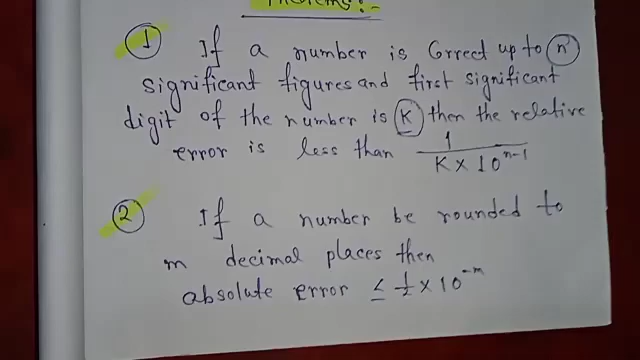 Theorems:-
1 If a number is Correct up to n
significant figures and first significant
digit of the number is K then the relative
error is less than 1 / K × 10^{n-1}
2 If a number be rounded to
m decimal places then
absolute error ≤ 1/2 × 10^{-m}